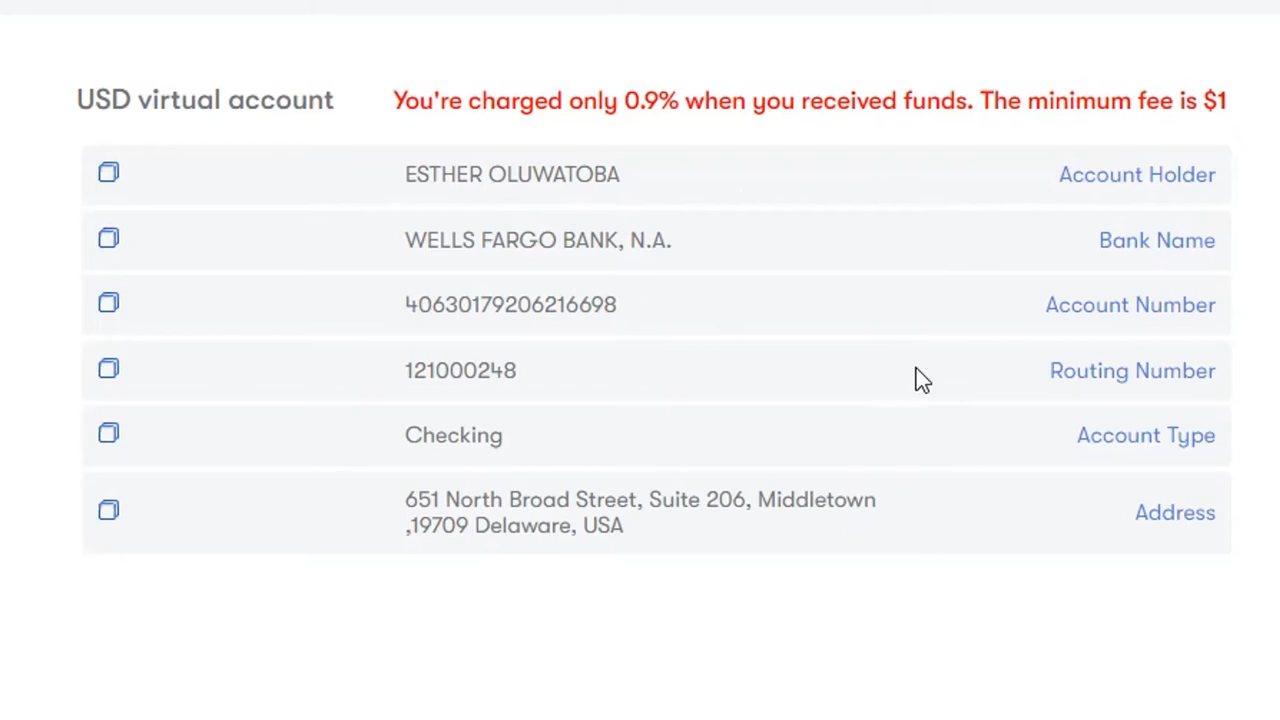 USD virtual account You're charged only 0.9% when you received funds. The minimum fee is $1
ESTHER OLUWATOBA Account Holder
WELLS FARGO BANK, N.A. Bank Name
40630179206216698 Account Number
121000248 Routing Number
Checking Account Type
651 North Broad Street, Suite 206, Middletown
,19709 Delaware, USA Address